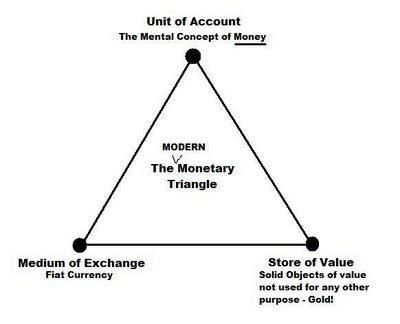 Unit of Account
The Mental Concept of Money
MODERN
The Monetary
Triangle
Medium of Exchange
Fiat Currency
Store of Value
Solid Objects of value
not used for any other
purpose - Gold!